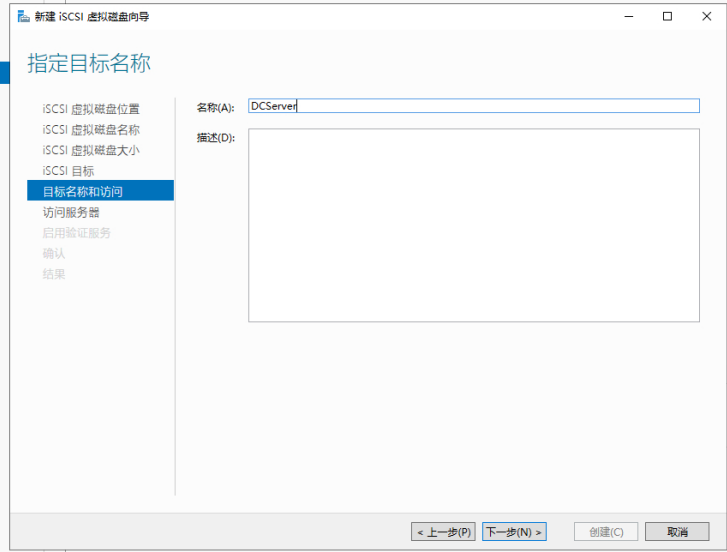 新建 iSCSI 虚拟磁盘向导
指定目标名称
iSCSI 虚拟磁盘位置
iSCSI 虚拟磁盘名称
iSCSI 虚拟磁盘大小
iSCSI 目标
目标名称和访问
访问服务器
启用验证服务
确认
结果
名称(A):
DCServer
描述(D):
< 上一步(P)
下一步(N) >
创建(C)
取消